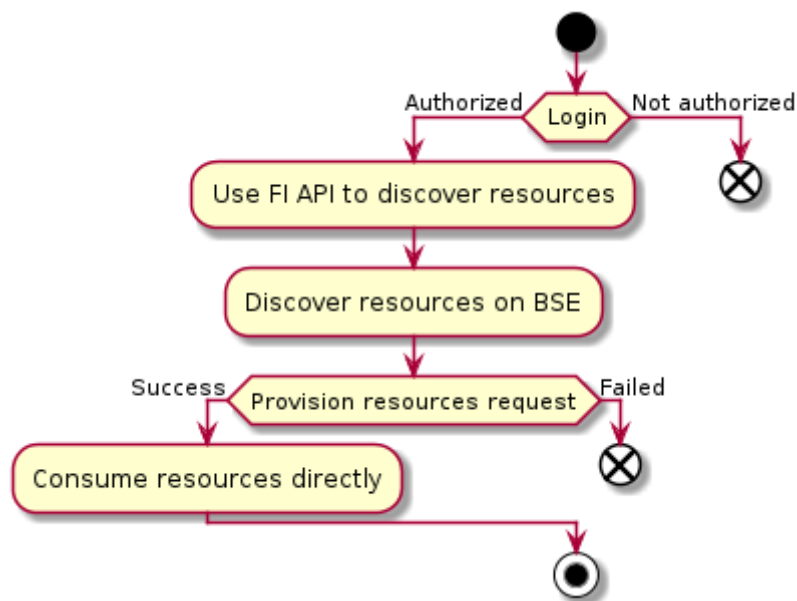 Authorized
Login
Not authorized
Use FI API to discover resources
Discover resources on BSE
Success
Provision resources request
Failed
Consume resources directly